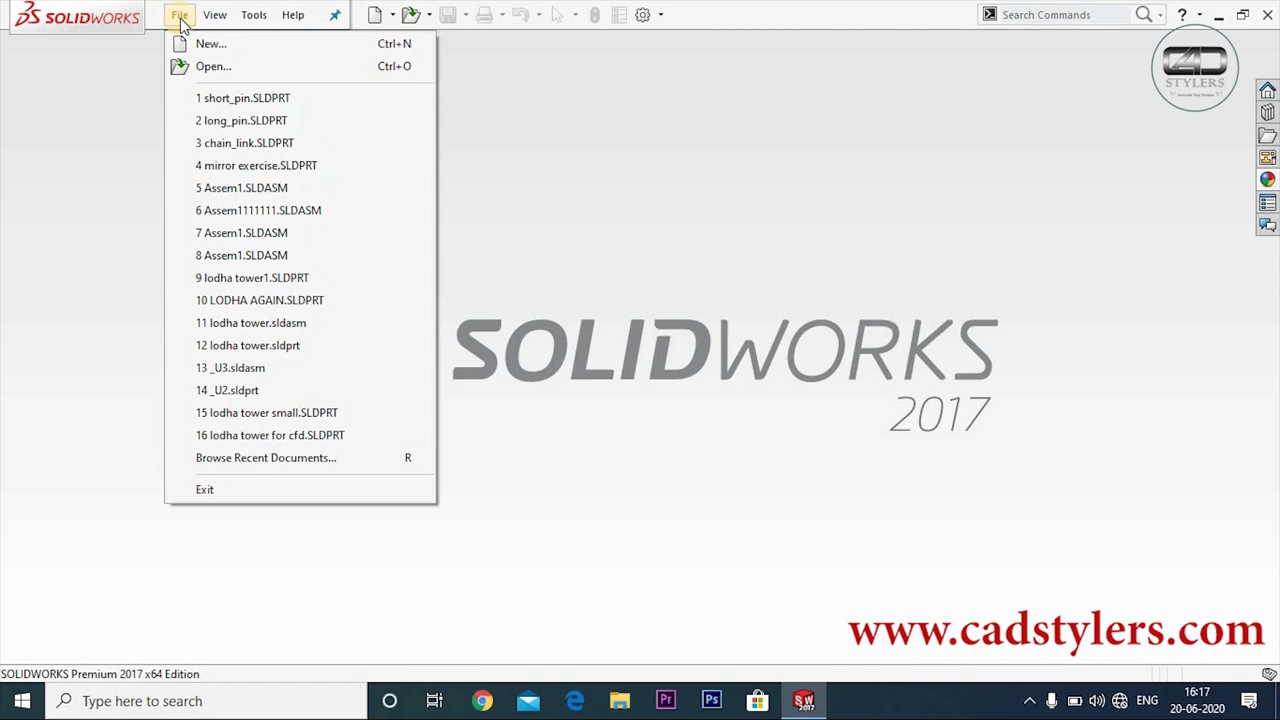 SOLIDWORKS File View Tools Help Search Commands ?
New... Ctrl+N
Open... Ctrl+O
1 short_pin.SLDPRT
2 long_pin.SLDPRT
3 chain_link.SLDPRT
4 mirror exercise.SLDPRT
5 Assem1.SLDASM
6 Assem1111111.SLDASM
7 Assem1.SLDASM
8 Assem1.SLDASM
9 lodha tower1.SLDPRT
10 LODHA AGAIN.SLDPRT
11 lodha tower.sldasm
12 lodha tower.sldprt
13 _U3.sldasm
14 _U2.sldprt
15 lodha tower small.SLDPRT
16 lodha tower for cfd.SLDPRT
Browse Recent Documents... R
Exit
STYLERS
SOLIDWORKS
2017
www.cadstylers.com
SOLIDWORKS Premium 2017 x64 Edition
Type here to search
Pr
Ps
SW
2017
ENG
16:17
20-06-2020